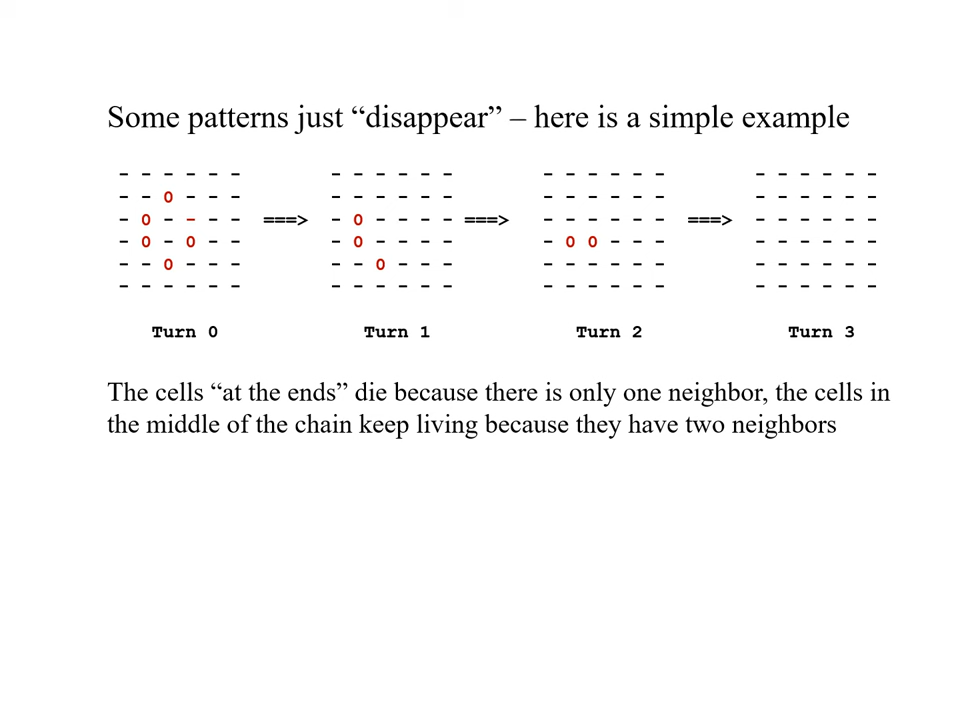 Some patterns just “disappear” – here is a simple example
- - - - - -        - - - - - -        - - - - - -        - - - - - -
- - O - - -        - - - - - -        - - - - - -        - - - - - -
- O - - - - ===> - O - - - - ===> - - - - - - ===> - - - - - -
- O - O - -        - O - - - -        - O O - - -        - - - - - -
- - O - - -        - - O - - -        - - - - - -        - - - - - -
- - - - - -        - - - - - -        - - - - - -        - - - - - -
Turn 0 Turn 1 Turn 2 Turn 3
The cells “at the ends” die because there is only one neighbor, the cells in
the middle of the chain keep living because they have two neighbors